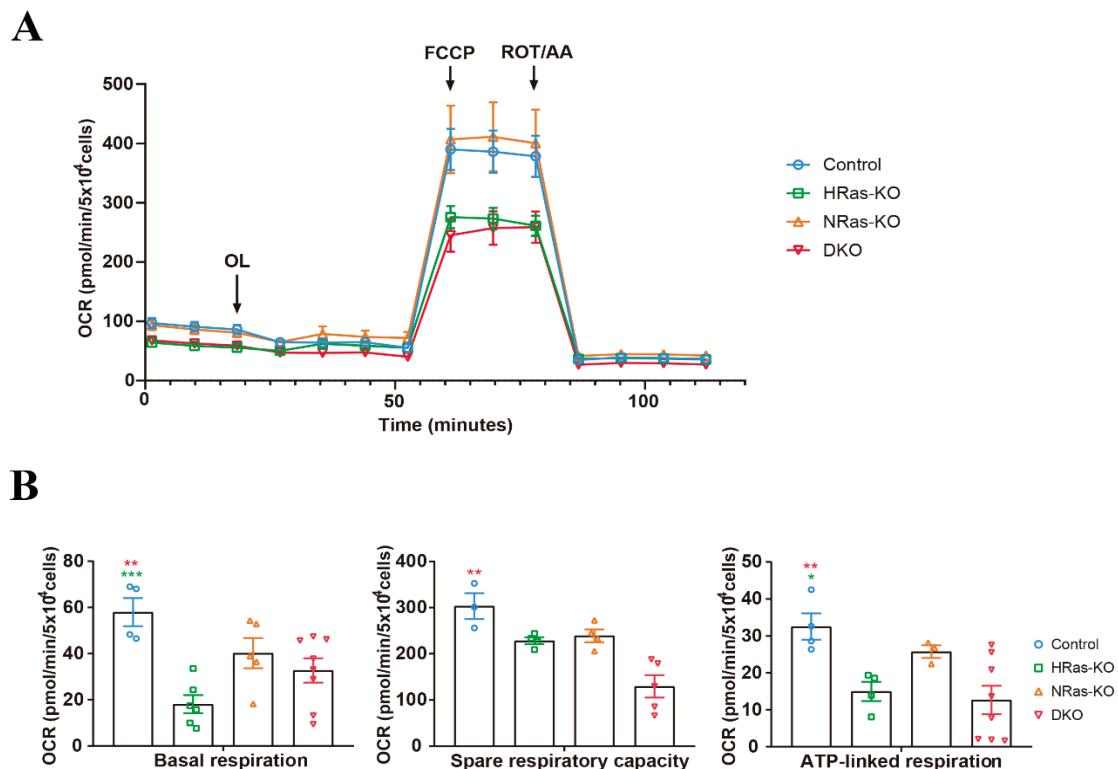 A
FCCP
ROT/AA
OL
500
400
300
200
100
0
OCR (pmol/min/5x10⁴cells)
0
50
100
Time (minutes)
Control
HRas-KO
NRas-KO
DKO
B
OCR (pmol/min/5x10⁴cells)
80
60
40
20
0
**
***
Basal respiration
OCR (pmol/min/5x10⁴cells)
400
300
200
100
0
**
Spare respiratory capacity
OCR (pmol/min/5x10⁴cells)
50
40
30
20
10
0
**
*
ATP-linked respiration
Control
HRas-KO
NRas-KO
DKO